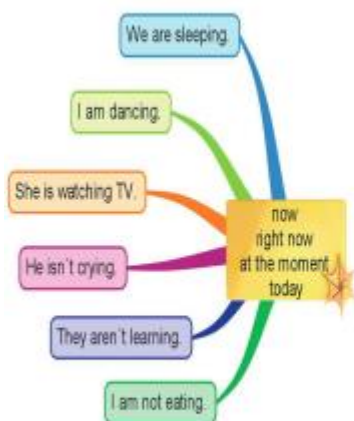 We are sleeping.
I am dancing.
She is watching TV.
He isn´t crying.
They aren´t learning.
I am not eating.
now
right now
at the moment
today